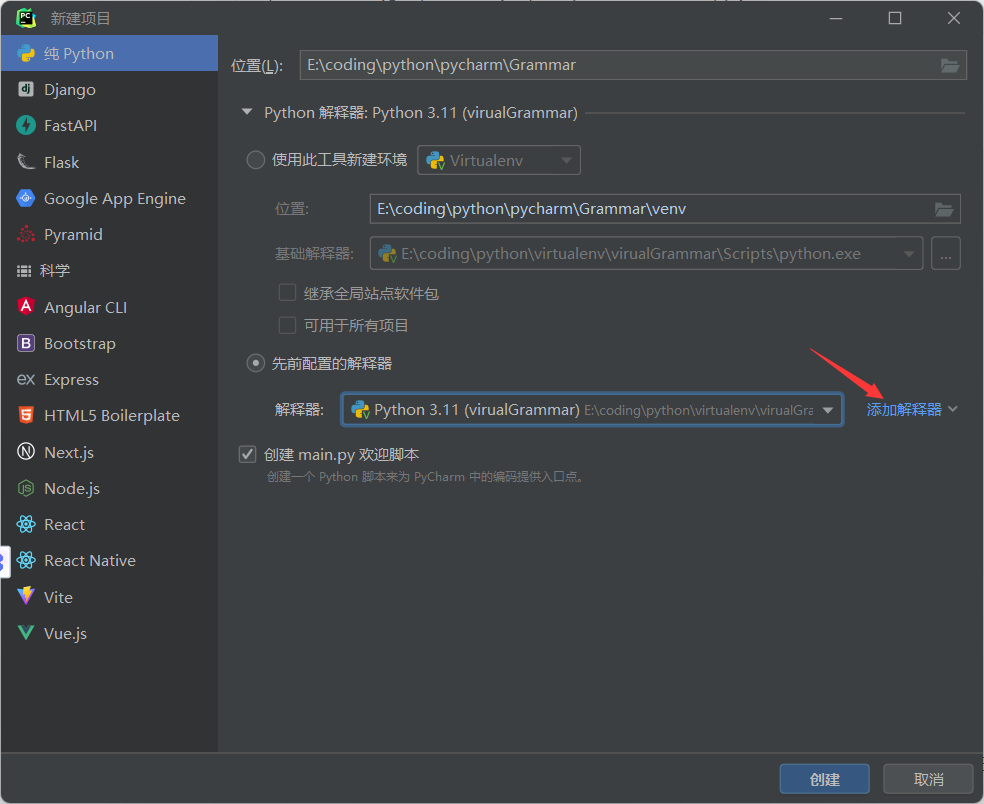 新建项目
纯 Python
Django
FastAPI
Flask
Google App Engine
Pyramid
科学
Angular CLI
Bootstrap
Express
HTML5 Boilerplate
Next.js
Node.js
React
React Native
Vite
Vue.js
位置(L): E:\coding\python\pycharm\Grammar
Python 解释器: Python 3.11 (virualGrammar)
使用此工具新建环境 Virtualenv
位置: E:\coding\python\pycharm\Grammar\venv
基础解释器: E:\coding\python\virtualenv\virualGrammar\Scripts\python.exe ...
继承全局站点软件包
可用于所有项目
先前配置的解释器
解释器: Python 3.11 (virualGrammar) E:\coding\python\virtualenv\virualGra 添加解释器
创建 main.py 欢迎脚本
创建一个 Python 脚本来为 PyCharm 中的编码提供入口点。
创建 取消